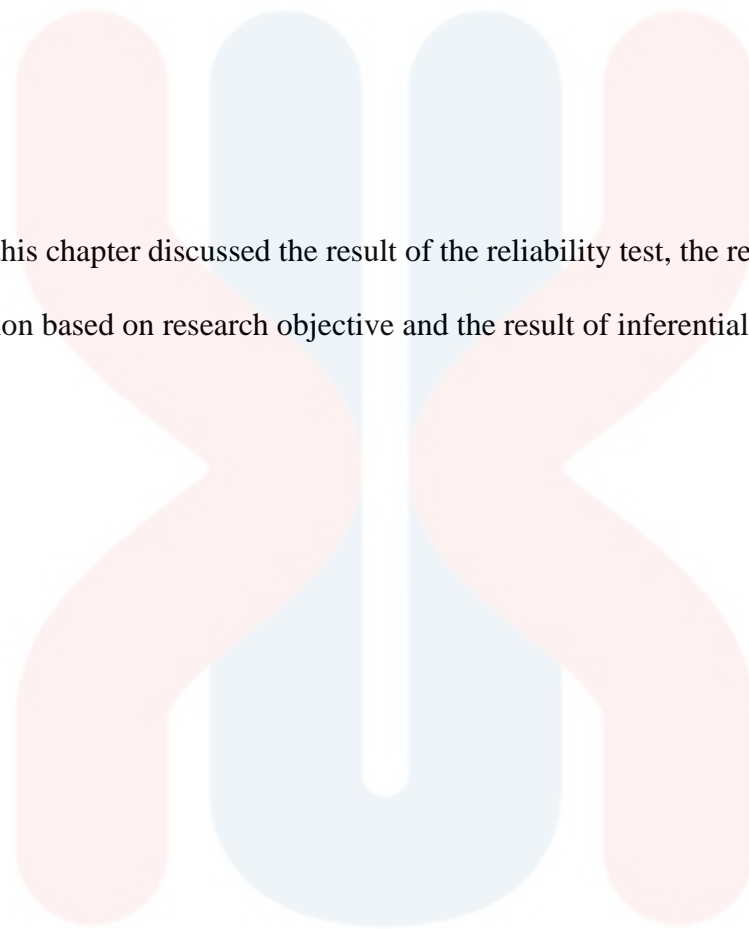 his chapter discussed the result of the reliability test, the re
on based on research objective and the result of inferential